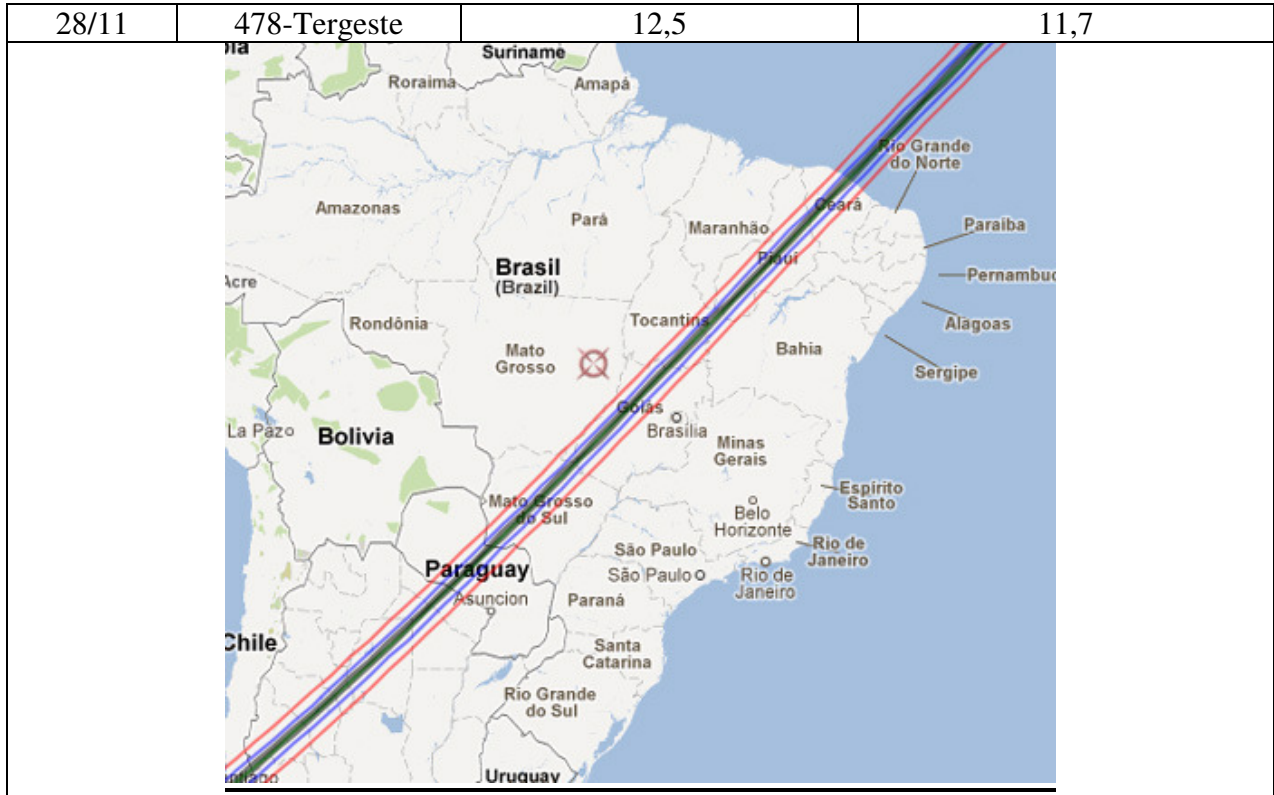 28/11 478-Tergeste 12,5 11,7
Suriname
Roraima
Amapá
Rio Grande
do Norte
Amazonas
Ceará
Pará
Maranhão
Paraiba
Piauí
Brasil
(Brazil)
Acre
Pernambuc
Rondônia
Tocantins
Alagoas
Mato
Grosso
Bahia
Sergipe
Goiás
La Paz
Bolivia
Brasília
Minas
Gerais
Mato Grosso
do Sul
Espirito
Santo
Belo
Horizonte
Rio de
Janeiro
São Paulo
Paraguay
São Paulo
Rio de
Janeiro
Asuncion
Paraná
Chile
Santa
Catarina
Rio Grande
do Sul
Uruguay